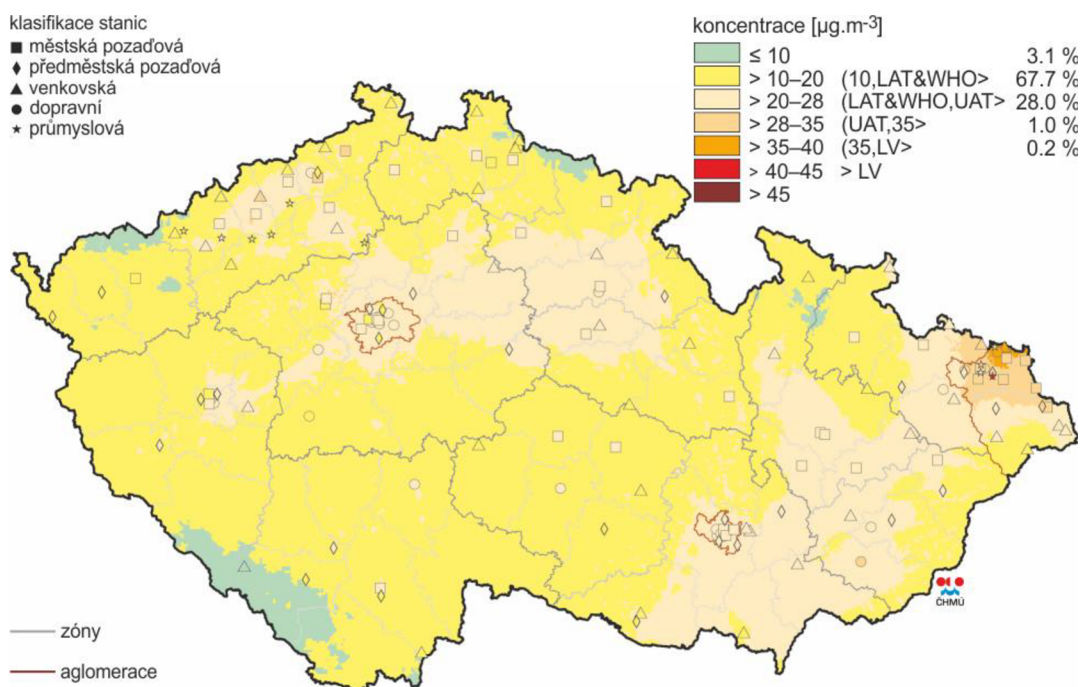 klasifikace stanic
■ městská pozaďová
♦ předměstská pozaďová
▲ venkovská
● dopravní
★ průmyslová
koncentrace [µg.m-3]
≤ 10 3.1 %
> 10–20 (10,LAT&WHO> 67.7 %
> 20–28 (LAT&WHO,UAT> 28.0 %
> 28–35 (UAT,35> 1.0 %
> 35–40 (35,LV> 0.2 %
> 40–45 > LV
> 45
ČHMÚ
zóny
aglomerace